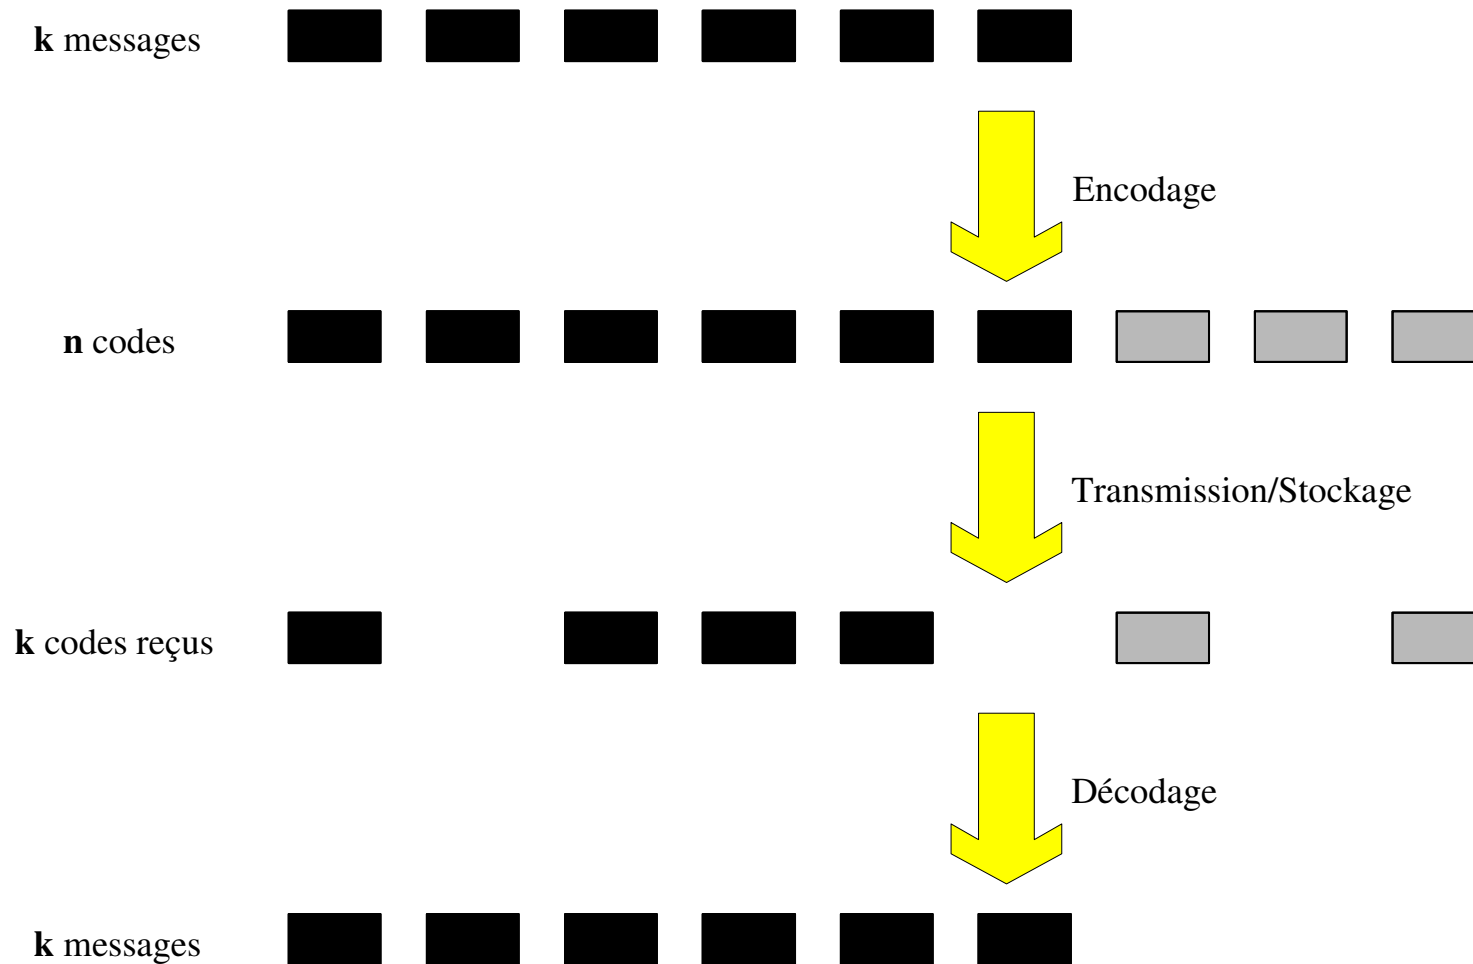 k messages
Encodage
n codes
Transmission/Stockage
k codes reçus
Décodage
k messages